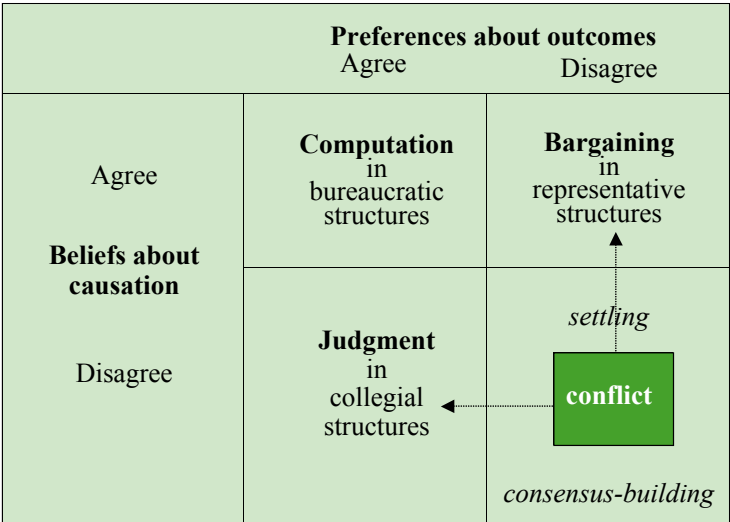 Preferences about outcomes
Agree
Disagree
Agree
Beliefs about
causation
Disagree
Computation
in
bureaucratic
structures
Bargaining
in
representative
structures
Judgment
in
collegial
structures
settling
conflict
consensus-building